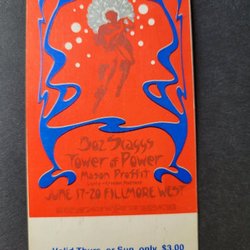 Boz Scaggs
Tower of Power
Mason Proffit
JUNE 17-20 FILLMORE WEST
Valid Thurs. or Sun. only $3.00